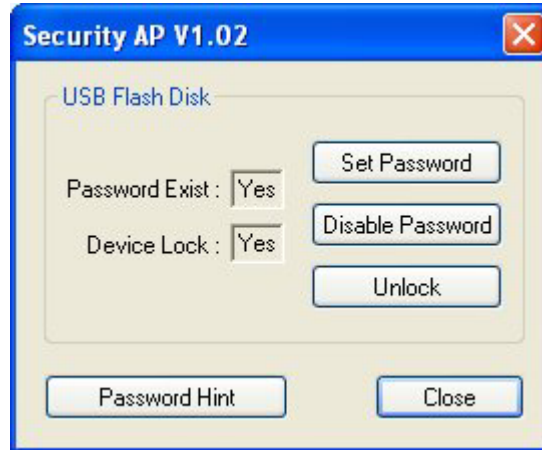 Security AP V1.02
USB Flash Disk
Password Exist : Yes
Device Lock : Yes
Set Password
Disable Password
Unlock
Password Hint
Close